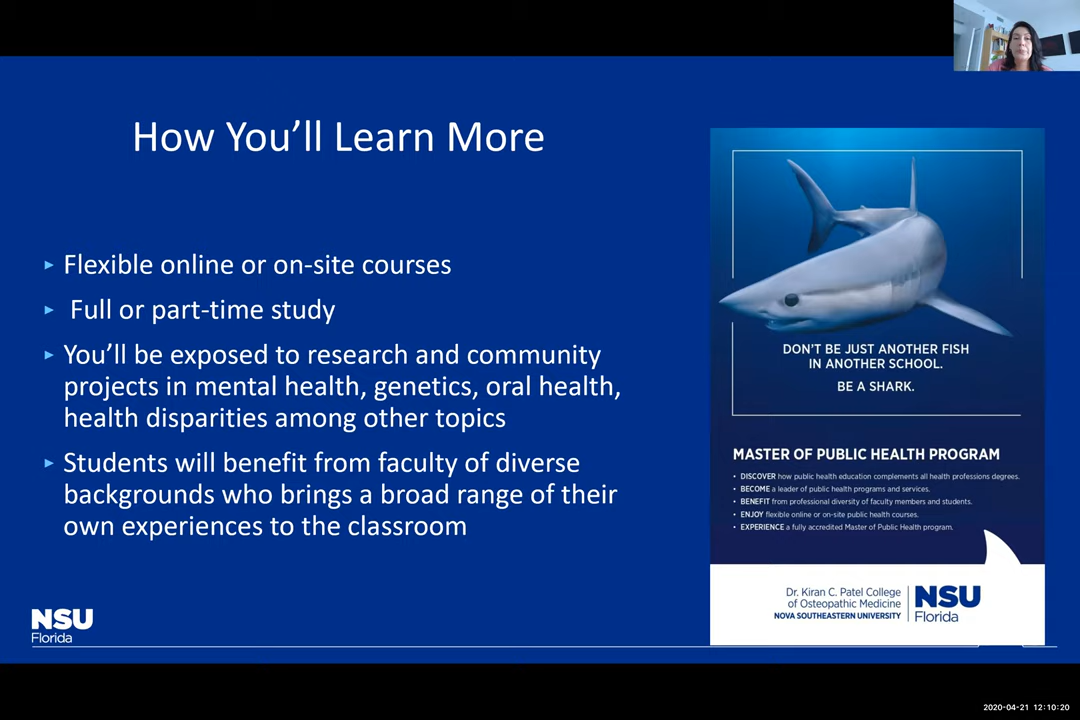 How You'll Learn More
▸ Flexible online or on-site courses
▸ Full or part-time study
▸ You'll be exposed to research and community
projects in mental health, genetics, oral health,
health disparities among other topics
▸ Students will benefit from faculty of diverse
backgrounds who brings a broad range of their
own experiences to the classroom
NSU
Florida
DON'T BE JUST ANOTHER FISH
IN ANOTHER SCHOOL.
BE A SHARK.
MASTER OF PUBLIC HEALTH PROGRAM
• DISCOVER how public health education complements all health professions degrees.
• BECOME a leader of public health programs and services.
• BENEFIT from professional diversity of faculty members and students.
• ENJOY flexible online or on-site public health courses.
• EXPERIENCE a fully accredited Master of Public Health program.
Dr. Kiran C. Patel College
of Osteopathic Medicine
NOVA SOUTHEASTERN UNIVERSITY
NSU
Florida
2020-04-21 12:10:20